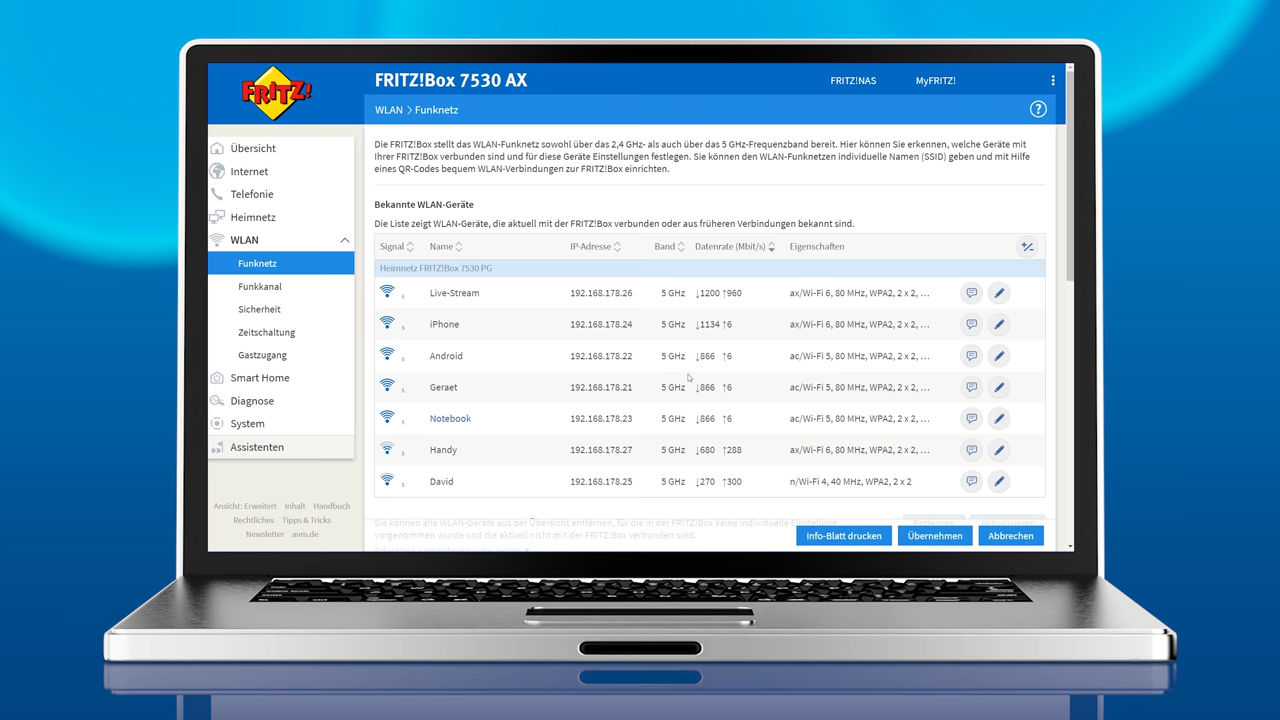 FRITZ!
FRITZ!Box 7530 AX
FRITZ!NAS
MyFRITZ!
WLAN > Funknetz
?
Übersicht
Internet
Telefonie
Heimnetz
WLAN
Funknetz
Funkkanal
Sicherheit
Zeitschaltung
Gastzugang
Smart Home
Diagnose
System
Assistenten
Ansicht: Erweitert Inhalt Handbuch
Rechtliches Tipps & Tricks
Newsletter avm.de
Die FRITZ!Box stellt das WLAN-Funknetz sowohl über das 2,4 GHz- als auch über das 5 GHz-Frequenzband bereit. Hier können Sie erkennen, welche Geräte mit
Ihrer FRITZ!Box verbunden sind und für diese Geräte Einstellungen festlegen. Sie können den WLAN-Funknetzen individuelle Namen (SSID) geben und mit Hilfe
eines QR-Codes bequem WLAN-Verbindungen zur FRITZ!Box einrichten.
Bekannte WLAN-Geräte
Die Liste zeigt WLAN-Geräte, die aktuell mit der FRITZ!Box verbunden oder aus früheren Verbindungen bekannt sind.
Signal Name IP-Adresse Band Datenrate (Mbit/s) Eigenschaften
Heimnetz FRITZ!Box 7530 PG
5 Live-Stream 192.168.178.26 5 GHz ↓1200 ↑960 ax/Wi-Fi 6, 80 MHz, WPA2, 2 x 2, …
5 iPhone 192.168.178.24 5 GHz ↓1134 ↑6 ax/Wi-Fi 6, 80 MHz, WPA2, 2 x 2, …
5 Android 192.168.178.22 5 GHz ↓866 ↑6 ac/Wi-Fi 5, 80 MHz, WPA2, 2 x 2, …
5 Geraet 192.168.178.21 5 GHz ↓866 ↑6 ac/Wi-Fi 5, 80 MHz, WPA2, 2 x 2, …
5 Notebook 192.168.178.23 5 GHz ↓866 ↑6 ac/Wi-Fi 5, 80 MHz, WPA2, 2 x 2, …
5 Handy 192.168.178.27 5 GHz ↓680 ↑288 ax/Wi-Fi 6, 80 MHz, WPA2, 2 x 2, …
5 David 192.168.178.25 5 GHz ↓270 ↑300 n/Wi-Fi 4, 40 MHz, WPA2, 2 x 2
Sie können alle WLAN-Geräte aus der Übersicht entfernen, für die in der FRITZ!Box keine individuelle Einstellung
vorgenommen wurde und die aktuell nicht mit der FRITZ!Box verbunden sind.
Entfernen Aktualisieren
Erfolglose Anmeldeversuche zeigen
Info-Blatt drucken Übernehmen Abbrechen